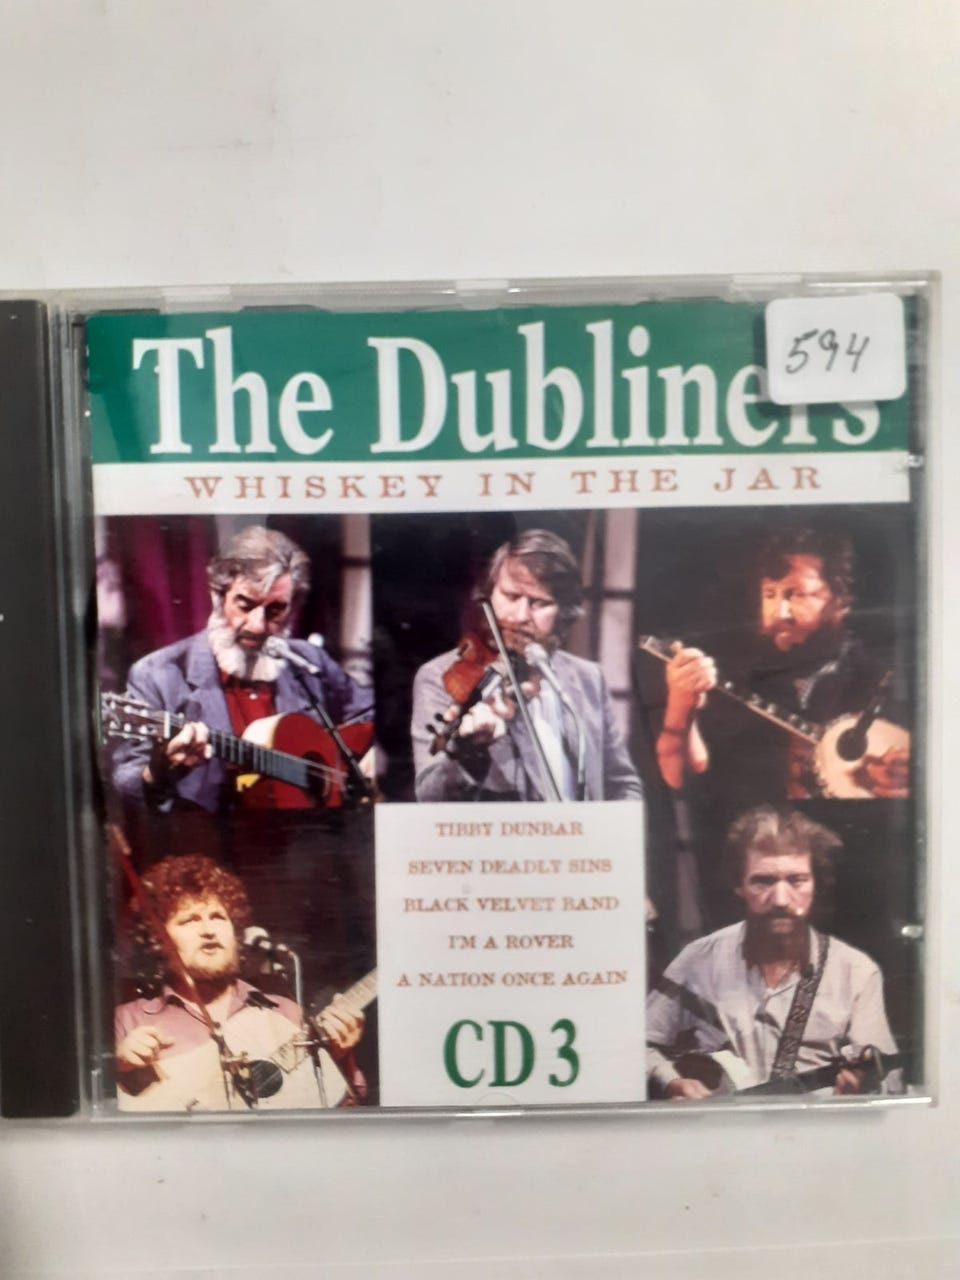 The Dubliners
594
WHISKEY IN THE JAR
TIBBY DUNBAR
SEVEN DEADLY SINS
BLACK VELVET BAND
I'M A ROVER
A NATION ONCE AGAIN
CD 3